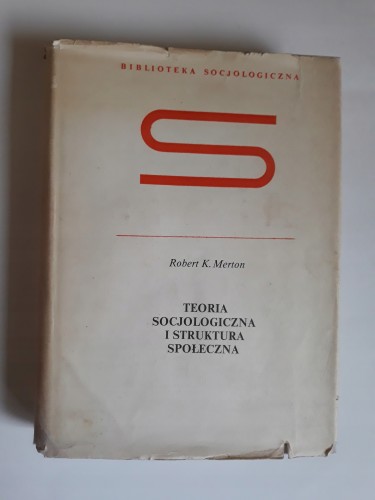 BIBLIOTEKA SOCJOLOGICZNA
S
Robert K. Merton
TEORIA
SOCJOLOGICZNA
I STRUKTURA
SPOŁECZNA